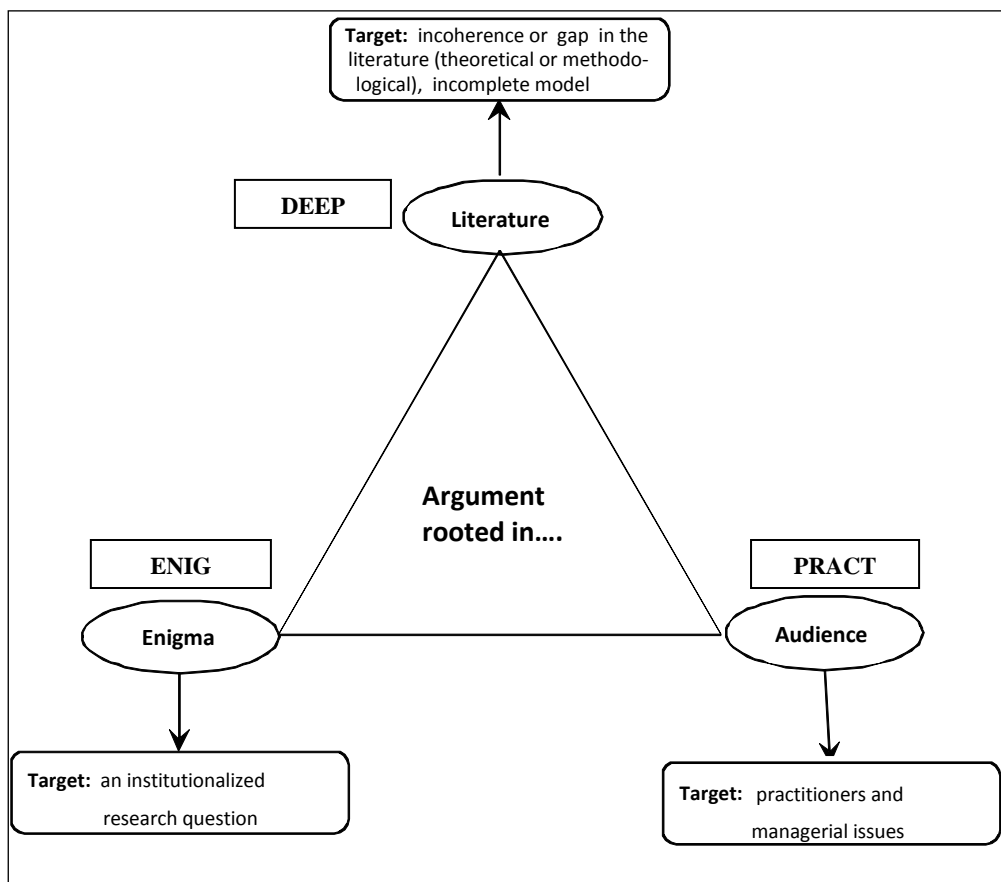 Target: incoherence or gap in the
literature (theoretical or methodo-
logical), incomplete model
DEEP
Literature
Argument
rooted in....
ENIG
PRACT
Enigma
Audience
Target: an institutionalized
research question
Target: practitioners and
managerial issues